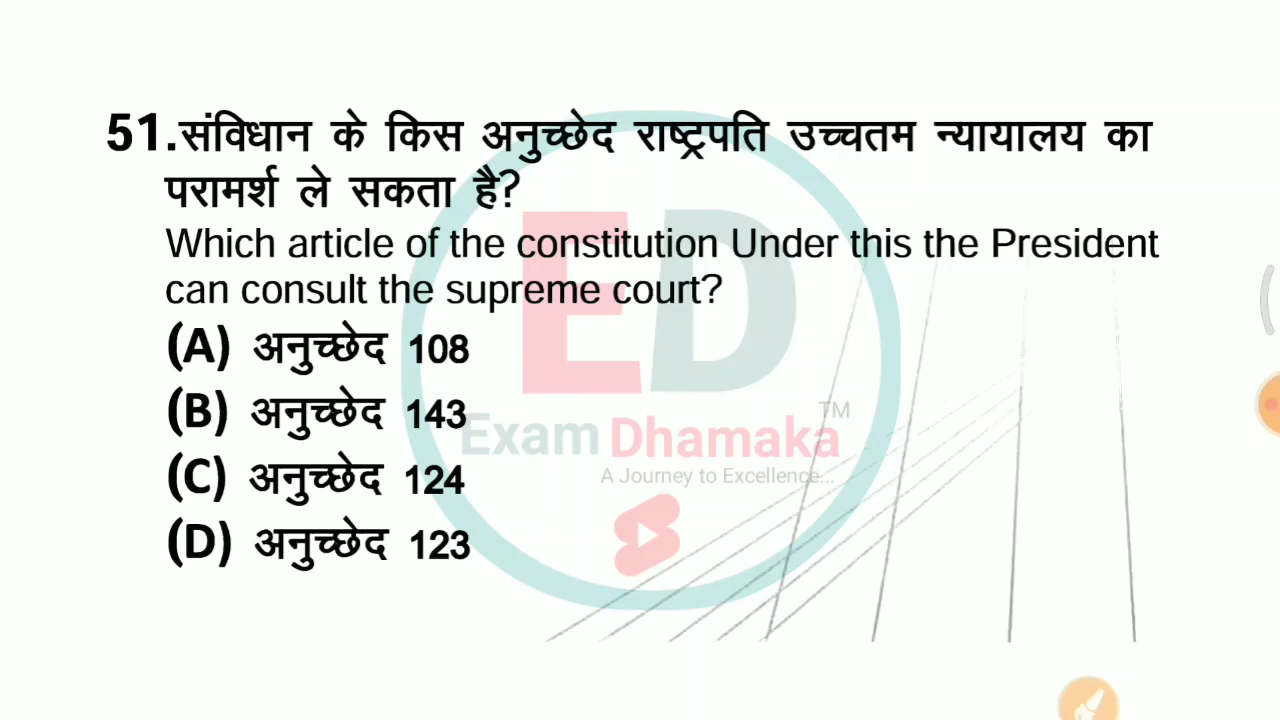 51.संविधान के किस अनुच्छेद राष्ट्रपति उच्चतम न्यायालय का
परामर्श ले सकता है?
Which article of the constitution Under this the President
can consult the supreme court?
(A) अनुच्छेद 108
(B) अनुच्छेद 143
(C) अनुच्छेद 124
(D) अनुच्छेद 123
ED
TM
Exam Dhamaka
A Journey to Excellence...